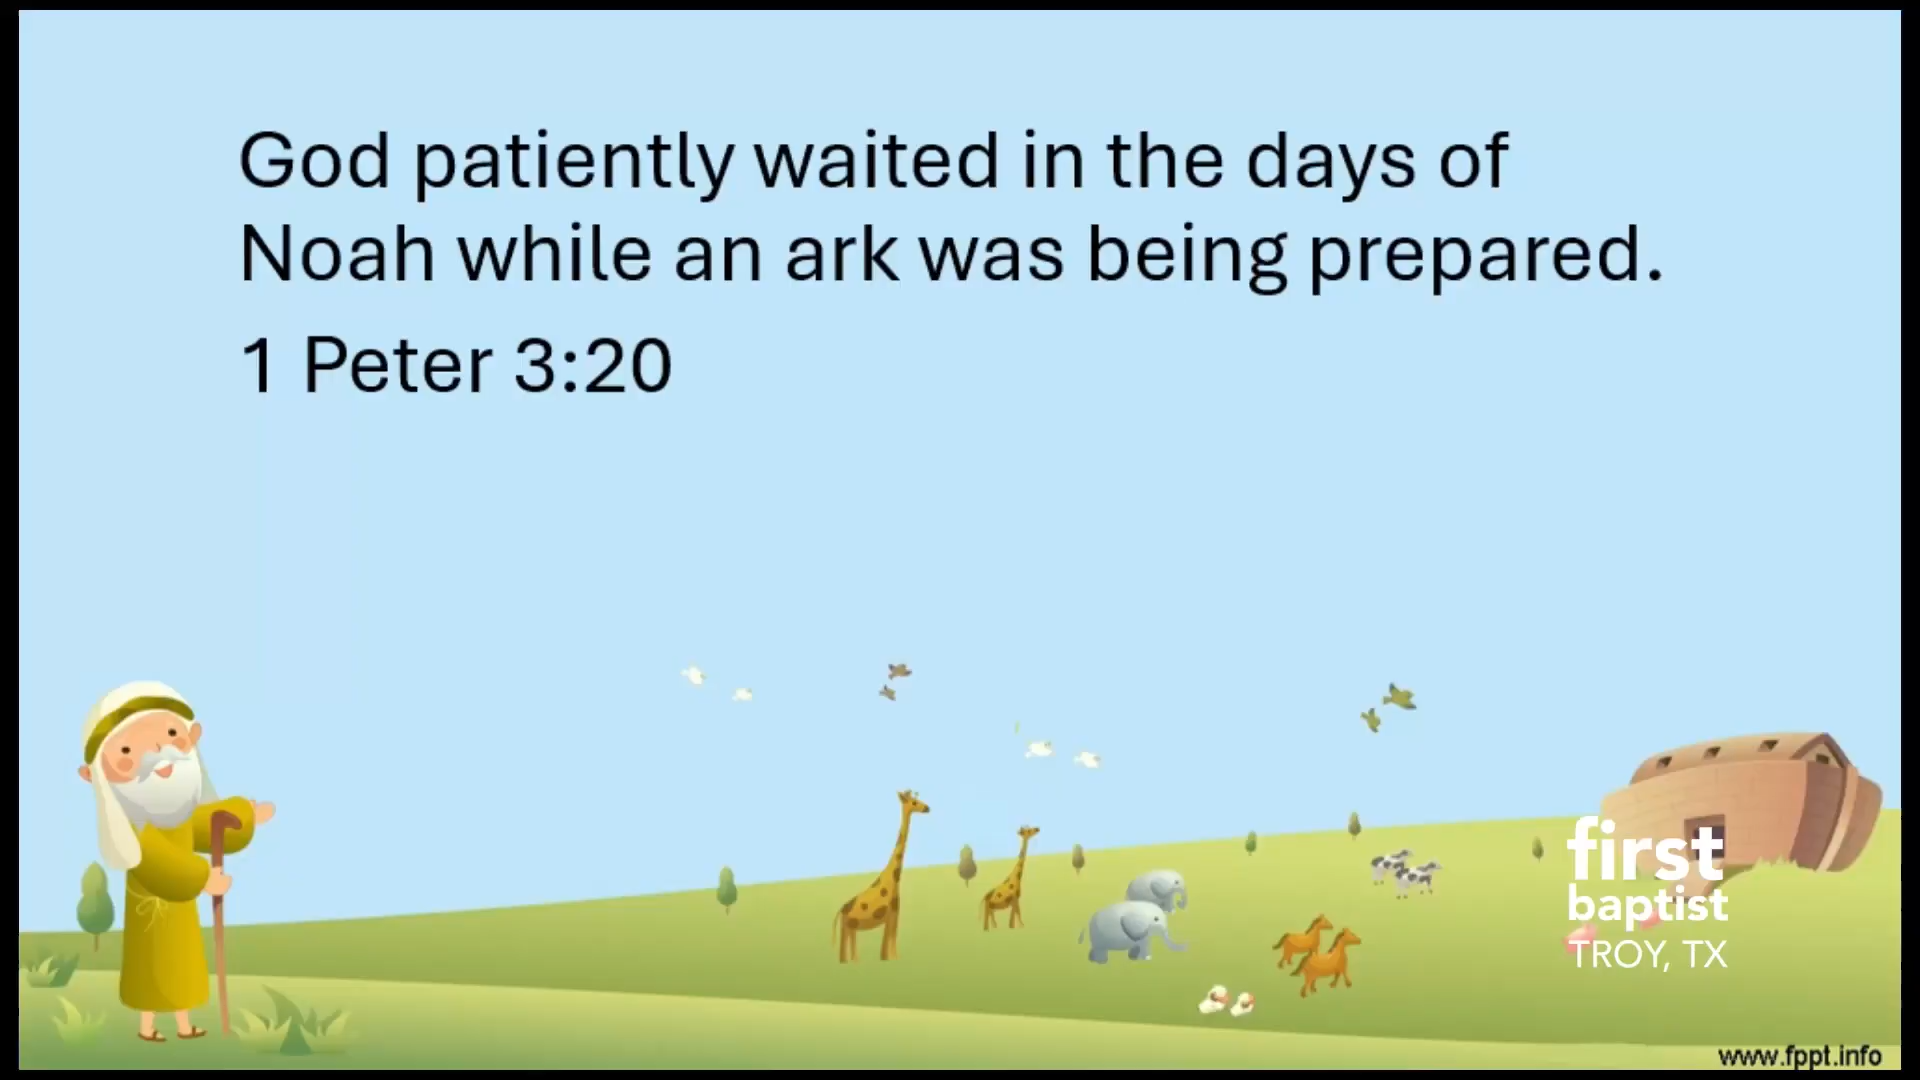 God patiently waited in the days of
Noah while an ark was being prepared.
1 Peter 3:20
first
baptist
TROY, TX
www.fppt.info